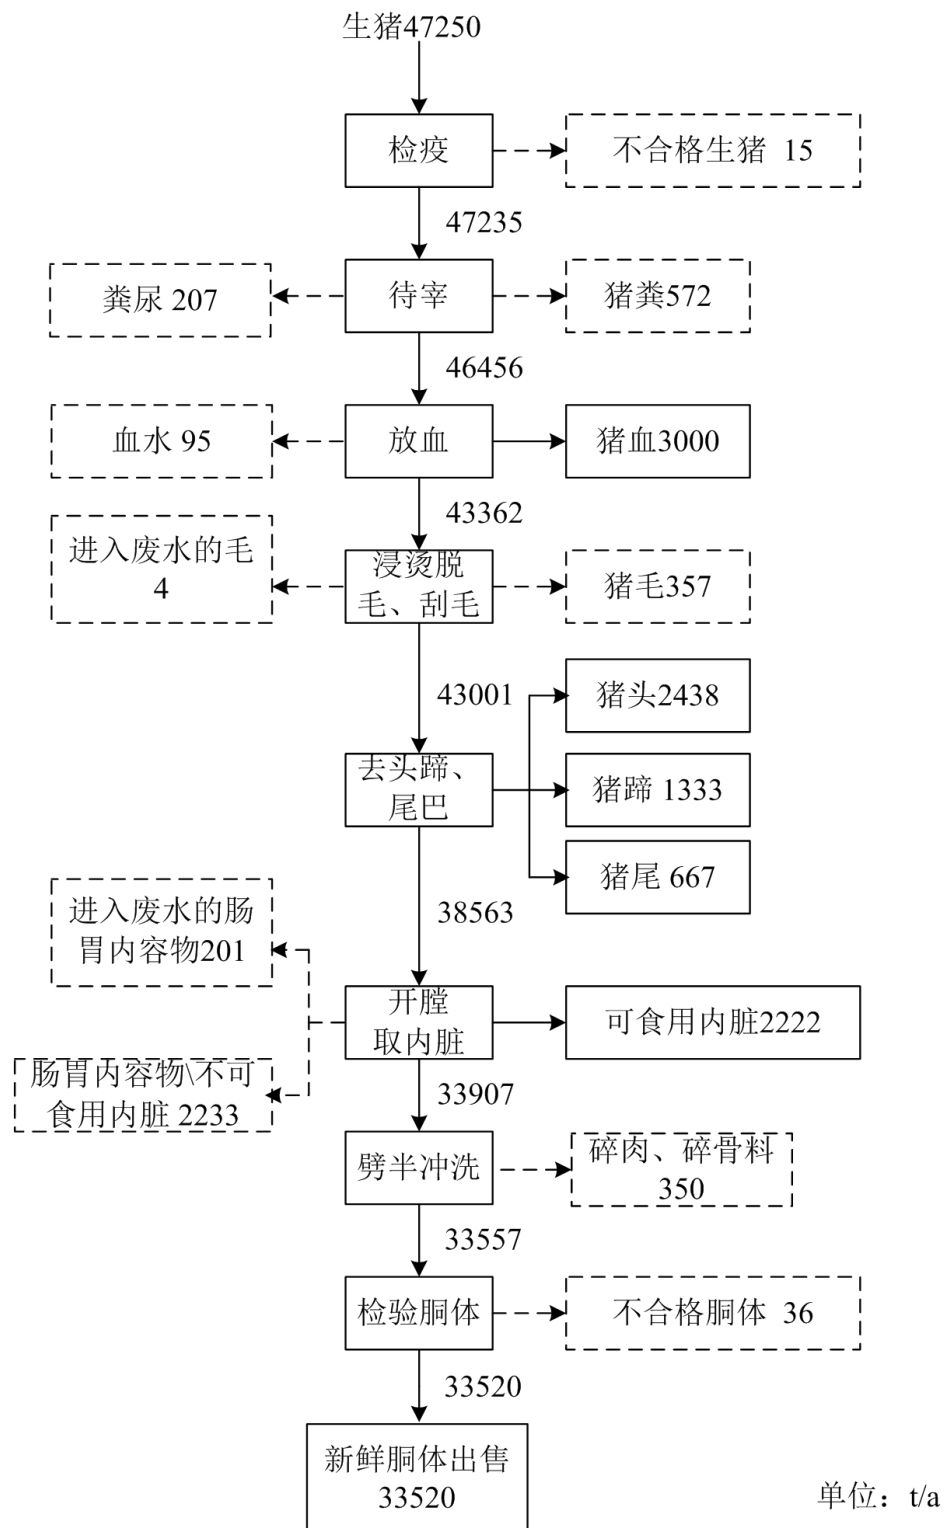 生猪47250
检疫
不合格生猪 15
47235
粪尿 207
待宰
猪粪572
46456
血水 95
放血
猪血3000
43362
进入废水的毛
4
浸烫脱
毛、刮毛
猪毛357
43001
猪头2438
去头蹄、
尾巴
猪蹄 1333
猪尾 667
38563
进入废水的肠
胃内容物201
开膛
取内脏
可食用内脏2222
肠胃内容物\不可
食用内脏 2233
33907
劈半冲洗
碎肉、碎骨料
350
33557
检验胴体
不合格胴体 36
33520
新鲜胴体出售
33520
单位：t/a